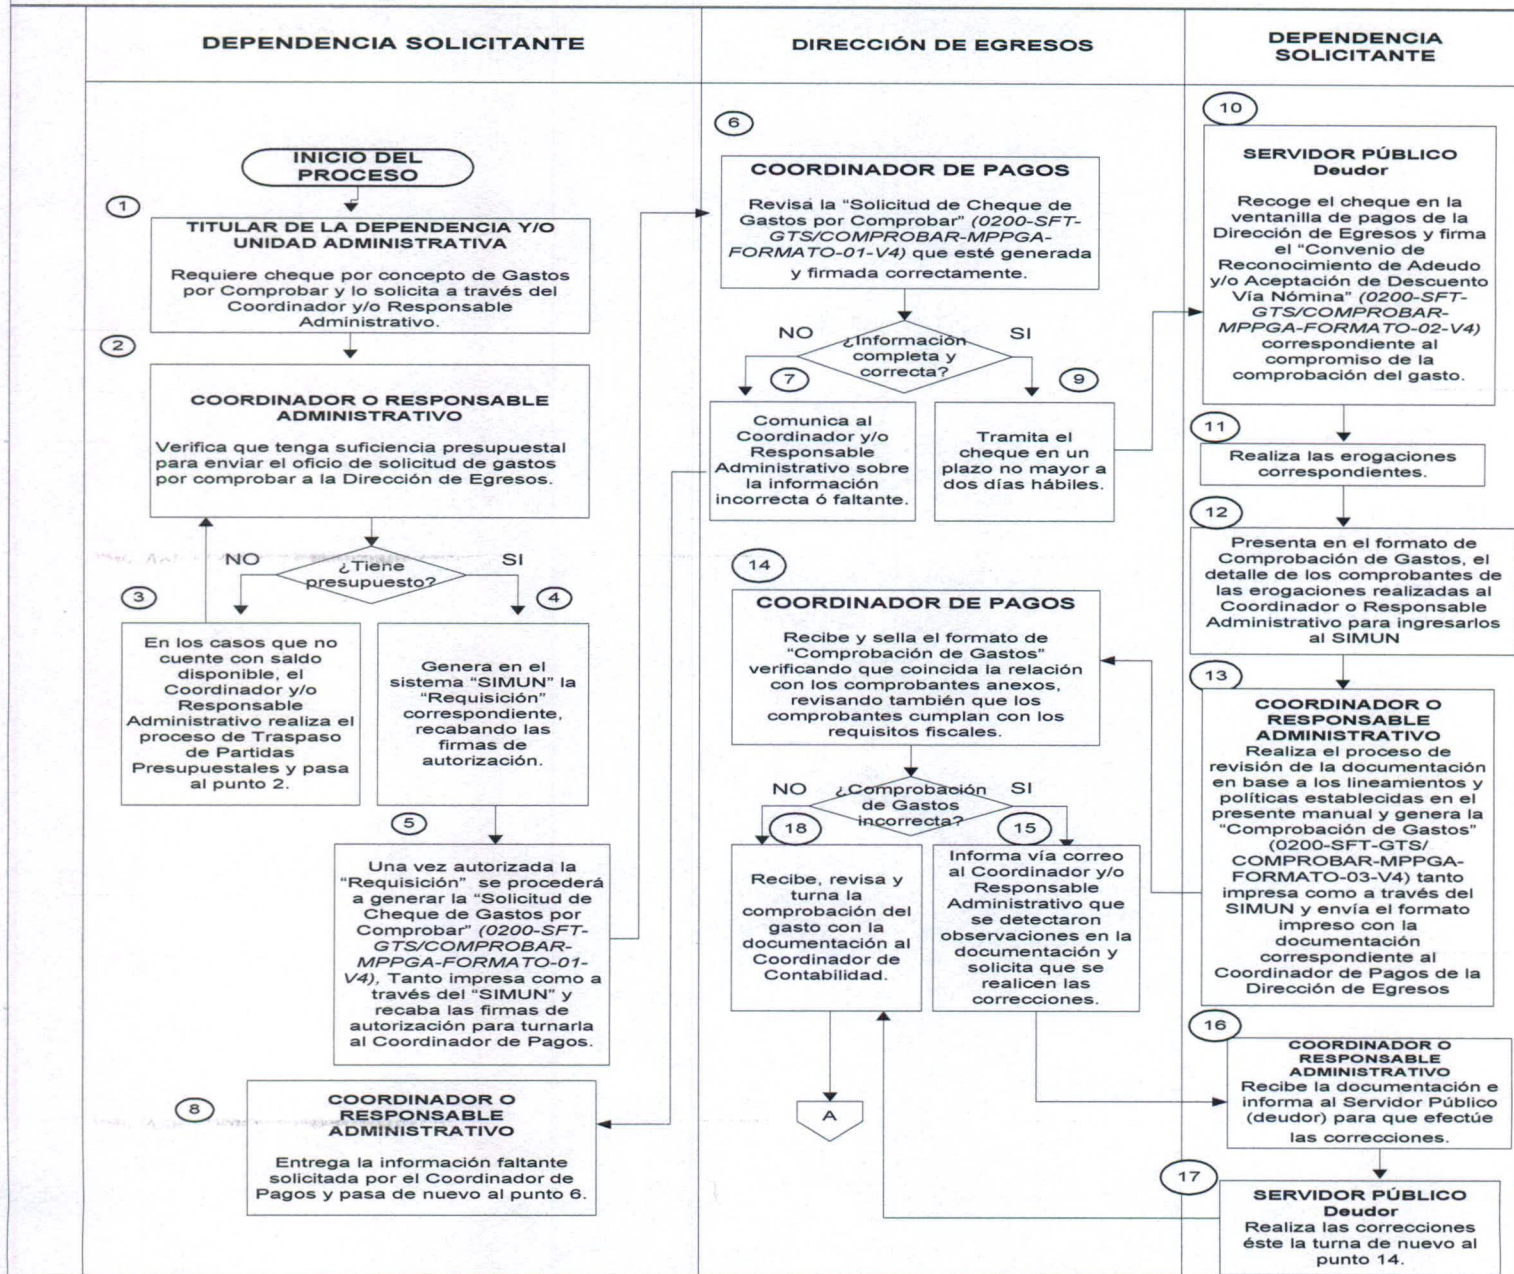 DEPENDENCIA SOLICITANTE
DIRECCIÓN DE EGRESOS
DEPENDENCIA
SOLICITANTE
INICIO DEL
PROCESO
1
TITULAR DE LA DEPENDENCIA Y/O
UNIDAD ADMINISTRATIVA
Requiere cheque por concepto de Gastos
por Comprobar y lo solicita a través del
Coordinador y/o Responsable
Administrativo.
2
COORDINADOR O RESPONSABLE
ADMINISTRATIVO
Verifica que tenga suficiencia presupuestal
para enviar el oficio de solicitud de gastos
por comprobar a la Dirección de Egresos.
NO
¿Tiene
presupuesto?
SI
3
En los casos que no
cuente con saldo
disponible, el
Coordinador y/o
Responsable
Administrativo realiza el
proceso de Traspaso
de Partidas
Presupuestales y pasa
al punto 2.
4
Genera en el
sistema “SIMUN” la
“Requisición”
correspondiente,
recabando las
firmas de
autorización.
5
Una vez autorizada la
“Requisición” se procederá
a generar la “Solicitud de
Cheque de Gastos por
Comprobar” (0200-SFT-
GTS/COMPROBAR-
MPPGA-FORMATO-01-
V4), Tanto impresa como a
través del “SIMUN” y
recaba las firmas de
autorización para turnarla
al Coordinador de Pagos.
8
COORDINADOR O
RESPONSABLE
ADMINISTRATIVO
Entrega la información faltante
solicitada por el Coordinador de
Pagos y pasa de nuevo al punto 6.
6
COORDINADOR DE PAGOS
Revisa la “Solicitud de Cheque de
Gastos por Comprobar” (0200-SFT-
GTS/COMPROBAR-MPPGA-
FORMATO-01-V4) que esté generada
y firmada correctamente.
NO
¿Información
completa y
correcta?
SI
7
Comunica al
Coordinador y/o
Responsable
Administrativo sobre
la información
incorrecta ó faltante.
9
Tramita el
cheque en un
plazo no mayor a
dos días hábiles.
14
COORDINADOR DE PAGOS
Recibe y sella el formato de
“Comprobación de Gastos”
verificando que coincida la relación
con los comprobantes anexos,
revisando también que los
comprobantes cumplan con los
requisitos fiscales.
NO
¿Comprobación
de Gastos
incorrecta?
SI
18
Recibe, revisa y
turna la
comprobación del
gasto con la
documentación al
Coordinador de
Contabilidad.
15
Informa vía correo
al Coordinador y/o
Responsable
Administrativo que
se detectaron
observaciones en la
documentación y
solicita que se
realicen las
correcciones.
A
10
SERVIDOR PÚBLICO
Deudor
Recoge el cheque en la
ventanilla de pagos de la
Dirección de Egresos y firma
el “Convenio de
Reconocimiento de Adeudo
y/o Aceptación de Descuento
Vía Nómina” (0200-SFT-
GTS/COMPROBAR-
MPPGA-FORMATO-02-V4)
correspondiente al
compromiso de la
comprobación del gasto.
11
Realiza las erogaciones
correspondientes.
12
Presenta en el formato de
Comprobación de Gastos, el
detalle de los comprobantes de
las erogaciones realizadas al
Coordinador o Responsable
Administrativo para ingresarlos
al SIMUN
13
COORDINADOR O
RESPONSABLE
ADMINISTRATIVO
Realiza el proceso de
revisión de la documentación
en base a los lineamientos y
políticas establecidas en el
presente manual y genera la
“Comprobación de Gastos”
(0200-SFT-GTS/
COMPROBAR-MPPGA-
FORMATO-03-V4) tanto
impresa como a través del
SIMUN y envía el formato
impreso con la
documentación
correspondiente al
Coordinador de Pagos de la
Dirección de Egresos
16
COORDINADOR O
RESPONSABLE
ADMINISTRATIVO
Recibe la documentación e
informa al Servidor Público
(deudor) para que efectúe
las correcciones.
17
SERVIDOR PÚBLICO
Deudor
Realiza las correcciones
éste la turna de nuevo al
punto 14.